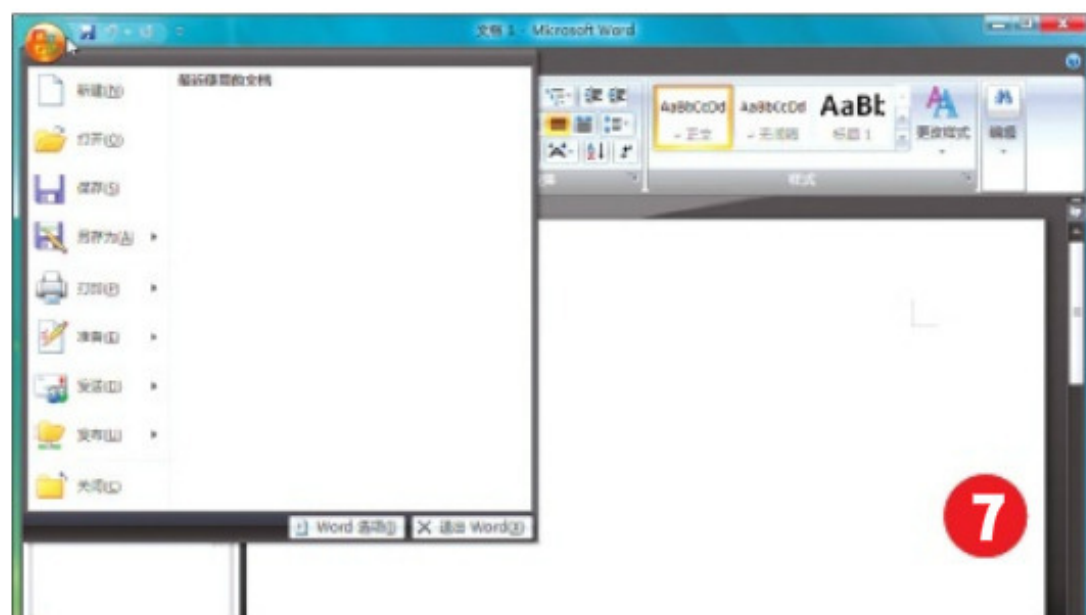 文档 1 - Microsoft Word
新建(N)
最近使用的文档
打开(O)
保存(S)
另存为(A)
打印(P)
准备(E)
发送(D)
发布(U)
关闭(C)
Word 选项(I)
退出 Word(X)
AaBbCcDd
AaBbCcDd
AaBb
正文
无间隔
标题 1
更改样式
编辑
样式
7